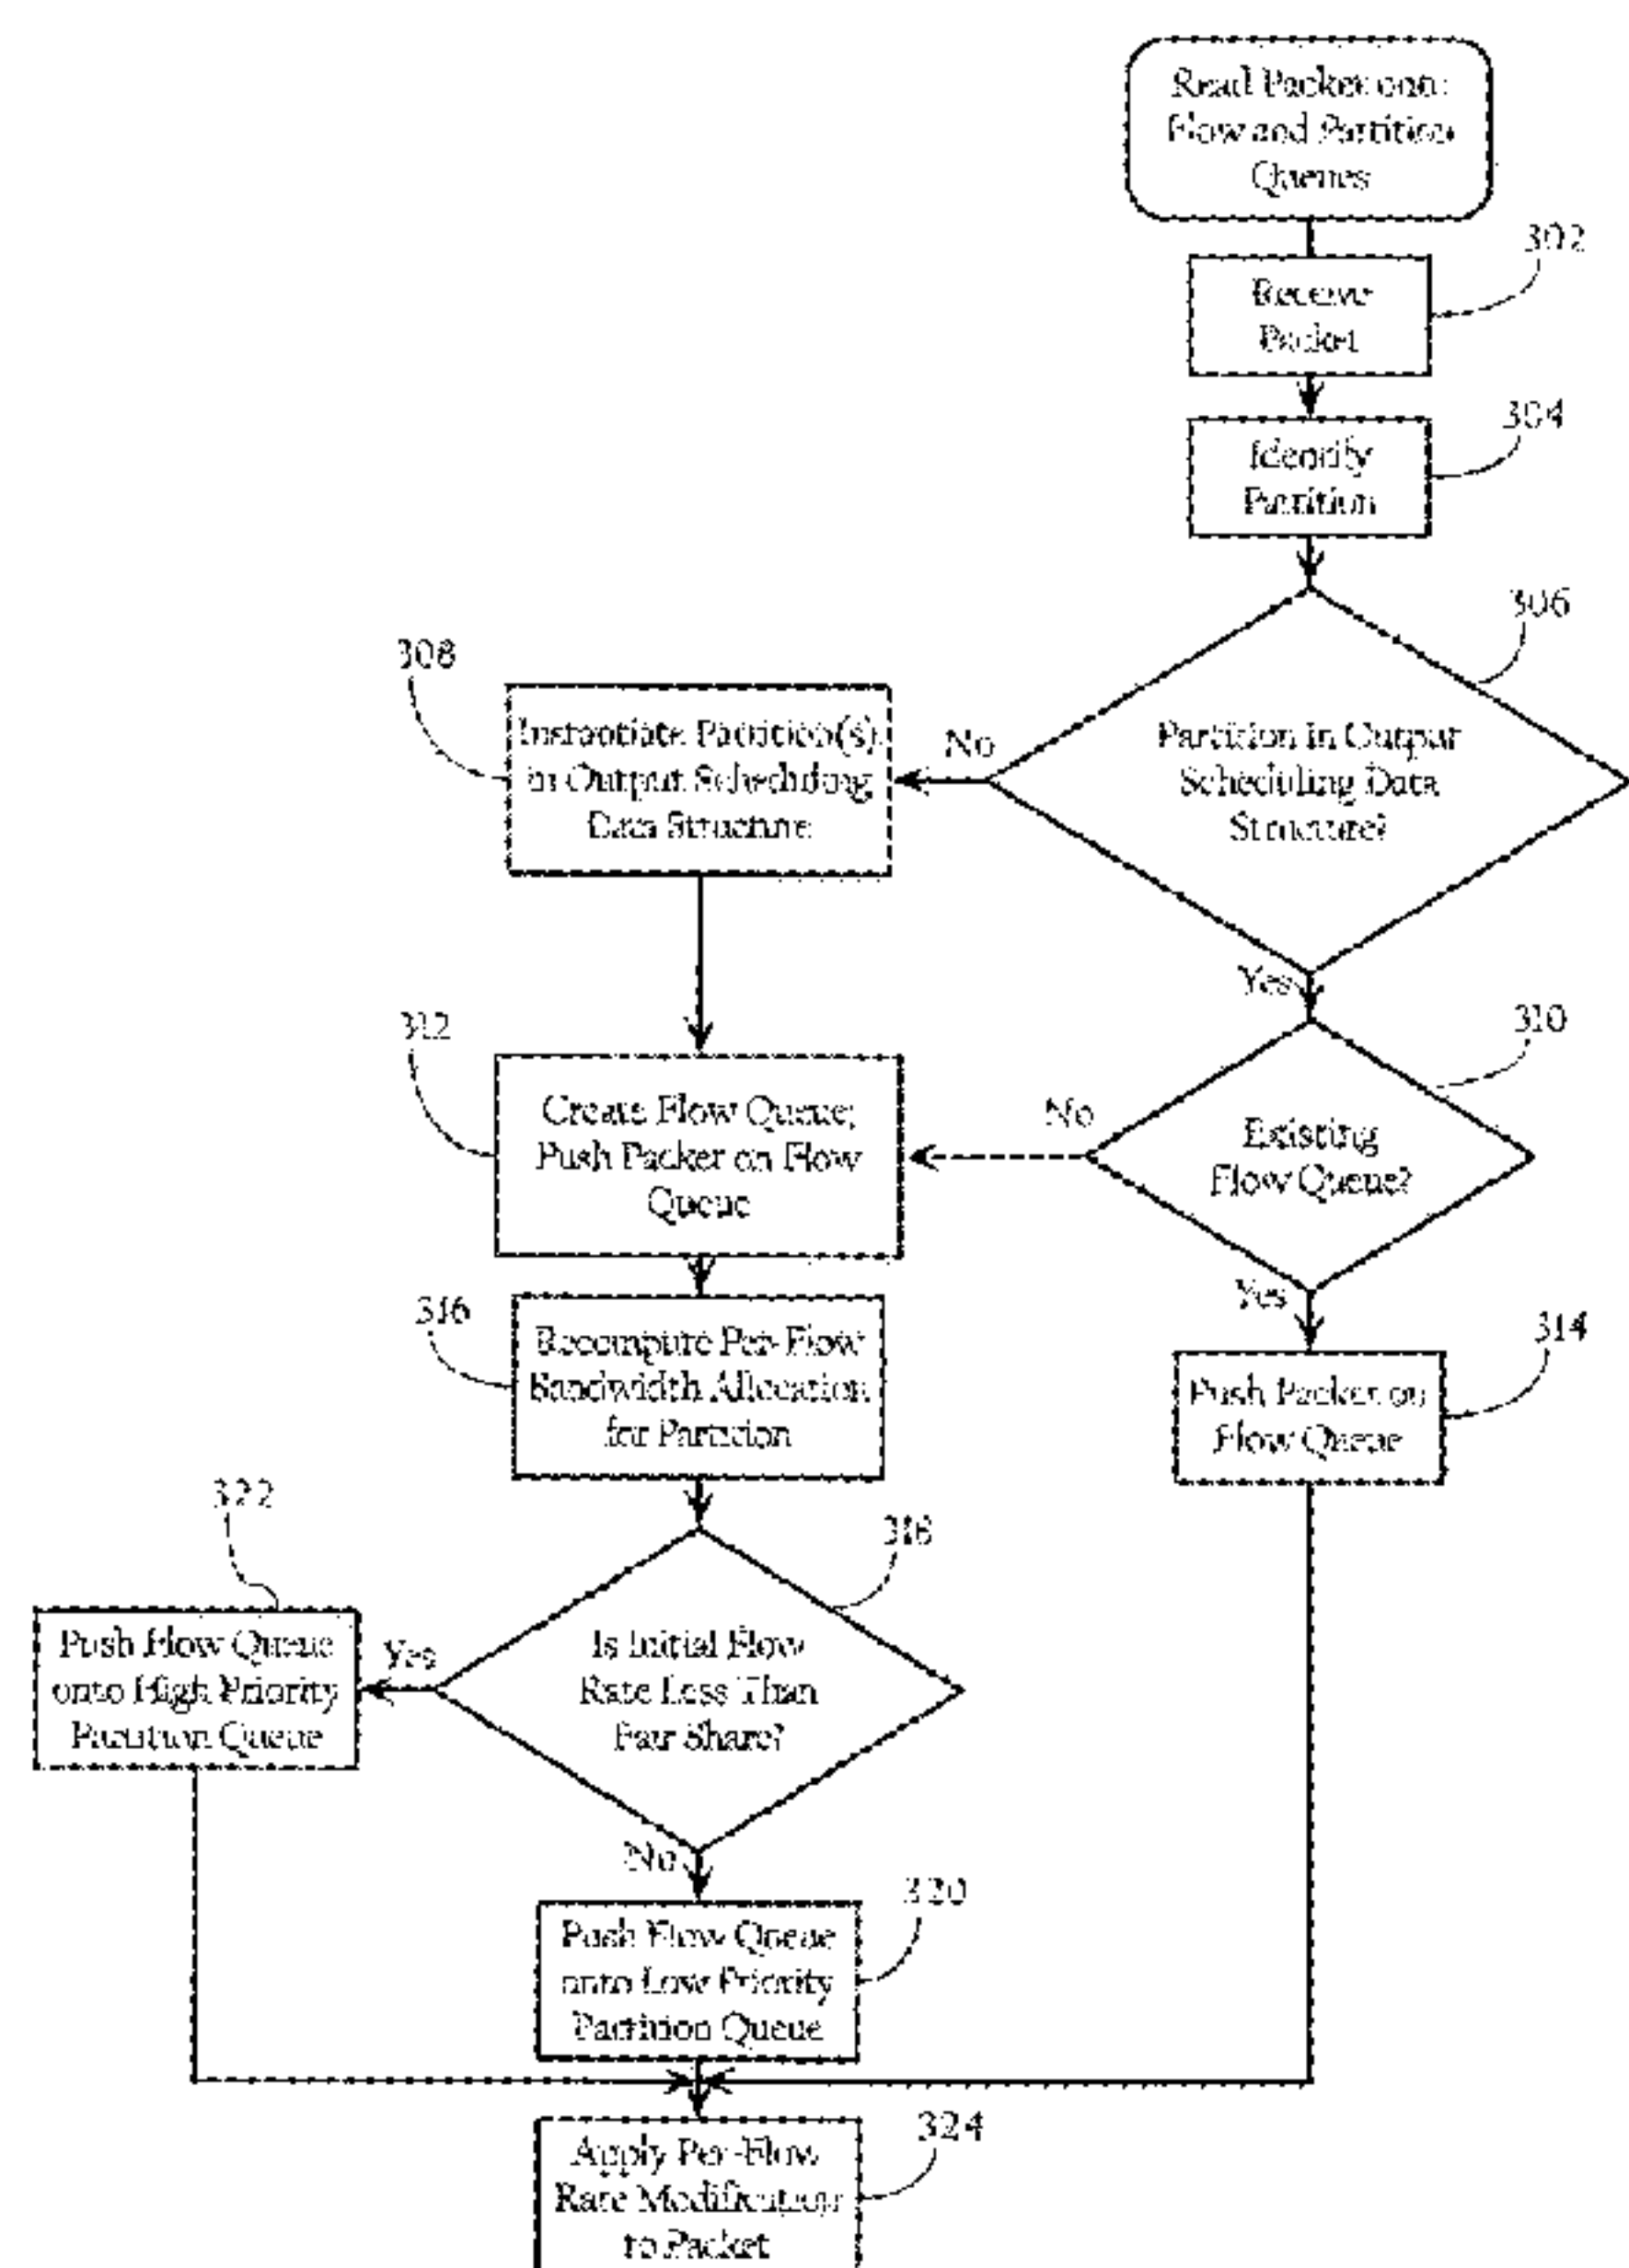 Read Packet onto
Flow and Partition
Queues
302
Receive
Packet
304
Identify
Partition
306
308
Instantiate Partition(s)
in Output Scheduling
Data Structure
No
Partition in Output
Scheduling Data
Structure?
Yes
312
310
Create Flow Queue;
Push Packet on Flow
Queue
No
Existing
Flow Queue?
Yes
316
314
Recompute Per-Flow
Bandwidth Allocation
for Partition
Push Packet on
Flow Queue
322
318
Push Flow Queue
onto High Priority
Partition Queue
Yes
Is Initial Flow
Rate Less Than
Fair Share?
No
320
Push Flow Queue
onto Low Priority
Partition Queue
324
Apply Per-Flow
Rate Modification
to Packet